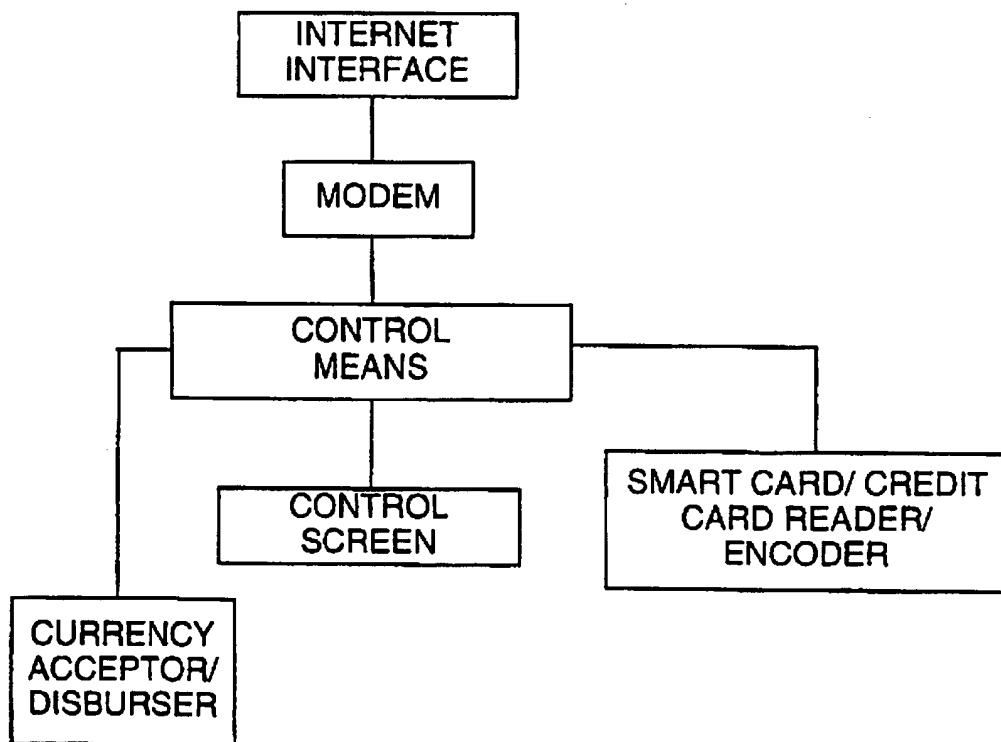 INTERNET
INTERFACE
MODEM
CONTROL
MEANS
CONTROL
SCREEN
SMART CARD/ CREDIT
CARD READER/
ENCODER
CURRENCY
ACCEPTOR/
DISBURSER